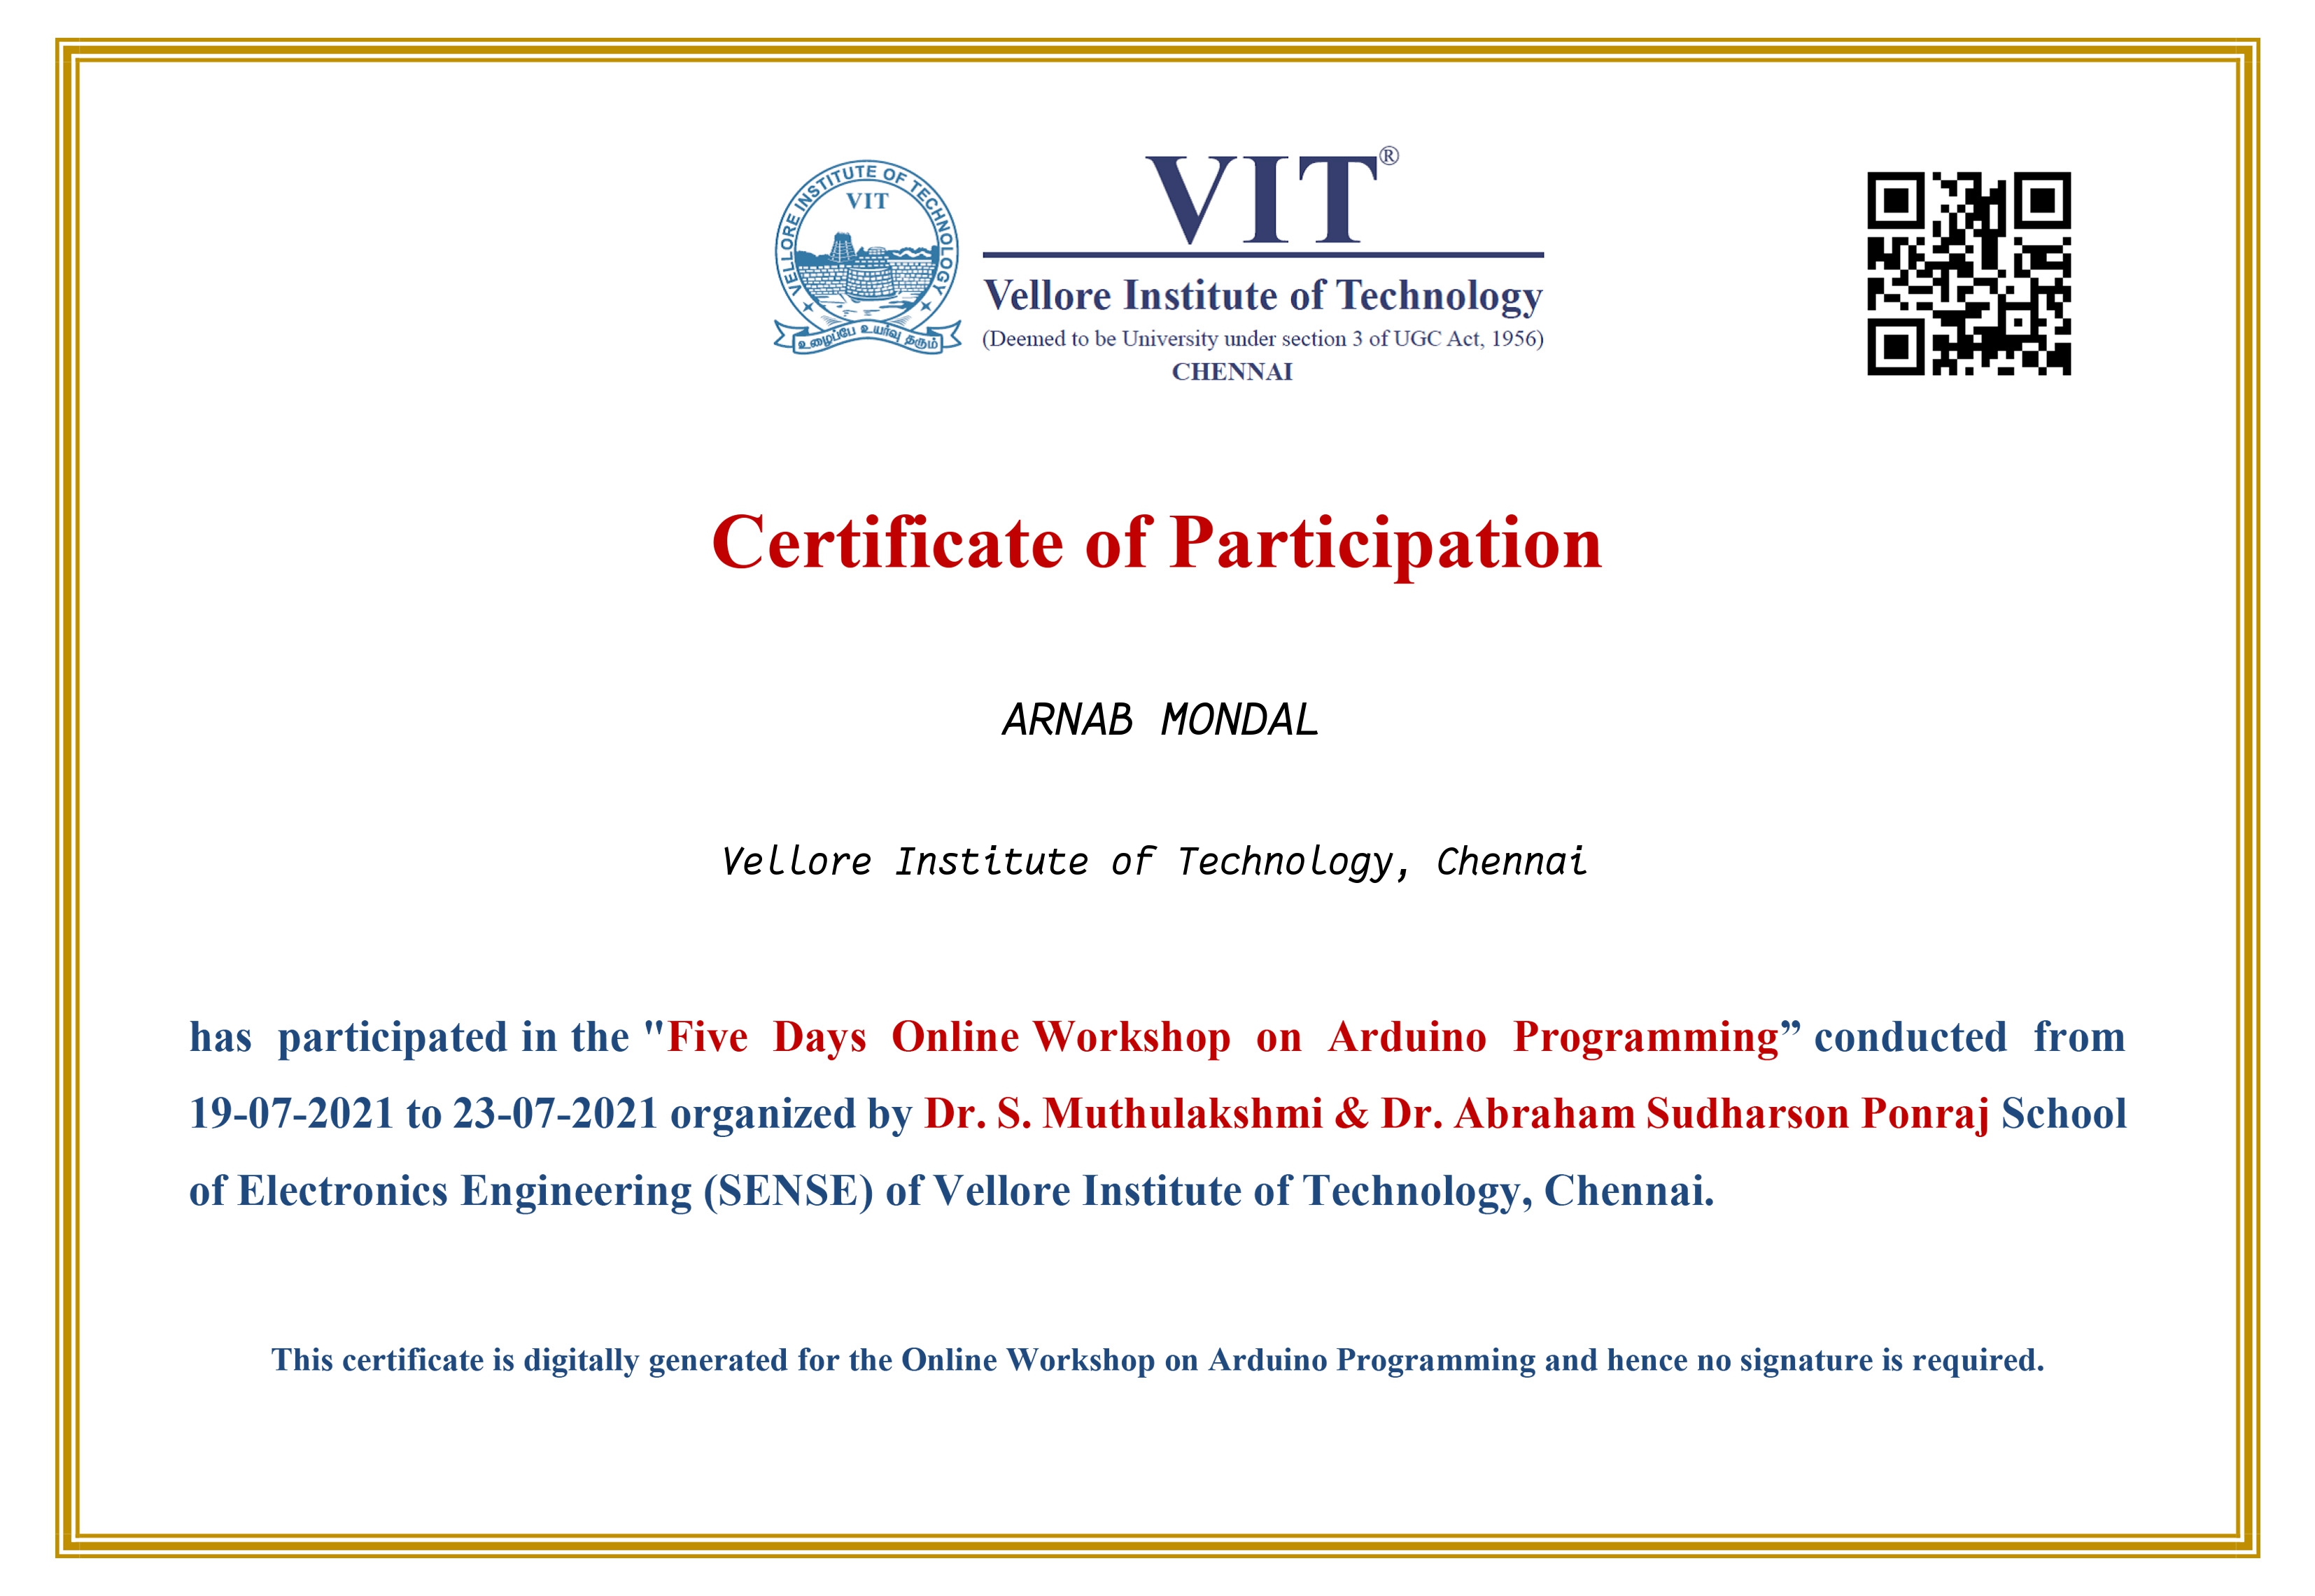 VELLORE INSTITUTE OF TECHNOLOGY
VIT
உழைப்பே உயர்வு தரும்
VIT®
Vellore Institute of Technology
(Deemed to be University under section 3 of UGC Act, 1956)
CHENNAI
Certificate of Participation
ARNAB MONDAL
Vellore Institute of Technology, Chennai
has participated in the "Five Days Online Workshop on Arduino Programming” conducted from
19-07-2021 to 23-07-2021 organized by Dr. S. Muthulakshmi & Dr. Abraham Sudharson Ponraj School
of Electronics Engineering (SENSE) of Vellore Institute of Technology, Chennai.
This certificate is digitally generated for the Online Workshop on Arduino Programming and hence no signature is required.